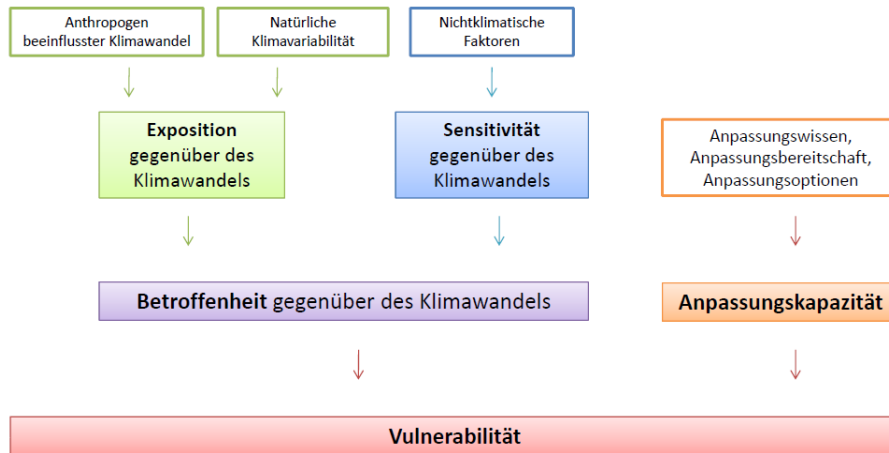 Anthropogen
beeinflusster Klimawandel
Natürliche
Klimavariabilität
Nichtklimatische
Faktoren
Exposition
gegenüber des
Klimawandels
Sensitivität
gegenüber des
Klimawandels
Anpassungswissen,
Anpassungsbereitschaft,
Anpassungsoptionen
Betroffenheit gegenüber des Klimawandels
Anpassungskapazität
Vulnerabilität